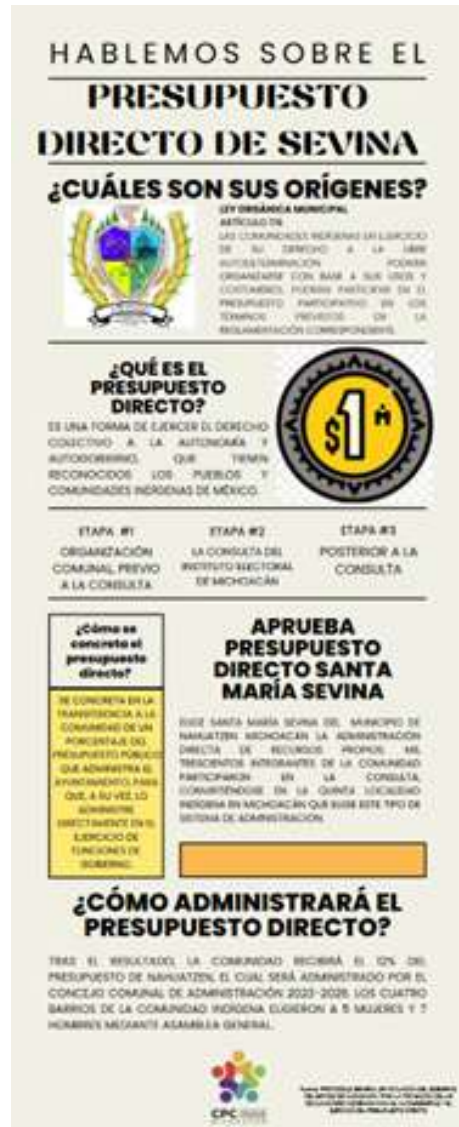 HABLEMOS SOBRE EL
PRESUPUESTO
DIRECTO DE SEVINA
¿CUÁLES SON SUS ORÍGENES?
LEY ORGÁNICA MUNICIPAL
ARTÍCULO
LAS COMUNIDADES INDÍGENAS EN EJERCICIO
DE SU DERECHO A LA LIBRE
AUTODETERMINACIÓN PODRÁN
ORGANIZARSE CON BASE A SUS USOS Y
COSTUMBRES, PODRÁN PARTICIPAR EN EL
PRESUPUESTO PARTICIPATIVO EN LOS
TÉRMINOS PREVISTOS EN LA
REGLAMENTACIÓN CORRESPONDIENTE.
¿QUÉ ES EL
PRESUPUESTO
DIRECTO?
ES UNA FORMA DE EJERCER EL DERECHO
COLECTIVO A LA AUTONOMÍA Y
AUTOGOBIERNO, QUE TIENEN
RECONOCIDOS LOS PUEBLOS Y
COMUNIDADES INDÍGENAS DE MÉXICO.
$1
ETAPA #1
ORGANIZACIÓN
COMUNAL, PREVIO
A LA CONSULTA
ETAPA #2
LA CONSULTA DEL
INSTITUTO ELECTORAL
DE MICHOACÁN
ETAPA #3
POSTERIOR A LA
CONSULTA
¿Cómo se
concreta el
presupuesto
directo?
SE CONCRETA EN LA
TRANSFERENCIA A LA
COMUNIDAD DE UN
PORCENTAJE DEL
PRESUPUESTO PÚBLICO
QUE ADMINISTRA EL
AYUNTAMIENTO, PARA
QUE, A SU VEZ, LO
ADMINISTRE
DIRECTAMENTE EN EL
EJERCICIO DE
FUNCIONES DE
GOBIERNO.
APRUEBA
PRESUPUESTO
DIRECTO SANTA
MARÍA SEVINA
ELIGE SANTA MARÍA SEVINA DEL MUNICIPIO DE
NAHUATZEN, MICHOACÁN LA ADMINISTRACIÓN
DIRECTA DE RECURSOS PROPIOS. MIL
TRESCIENTOS INTEGRANTES DE LA COMUNIDAD
PARTICIPARON EN LA CONSULTA,
CONVIRTIÉNDOSE EN LA QUINTA LOCALIDAD
INDÍGENA EN MICHOACÁN QUE ELIGE ESTE TIPO DE
SISTEMA DE ADMINISTRACIÓN.
¿CÓMO ADMINISTRARÁ EL
PRESUPUESTO DIRECTO?
TRAS EL RESULTADO, LA COMUNIDAD RECIBIRÁ EL 12% DEL
PRESUPUESTO DE NAHUATZEN, EL CUAL SERÁ ADMINISTRADO POR EL
CONCEJO COMUNAL DE ADMINISTRACIÓN 2023-2026. LOS CUATRO
BARRIOS DE LA COMUNIDAD INDÍGENA ELIGIERON A 5 MUJERES Y 7
HOMBRES MEDIANTE ASAMBLEA GENERAL.
CPC